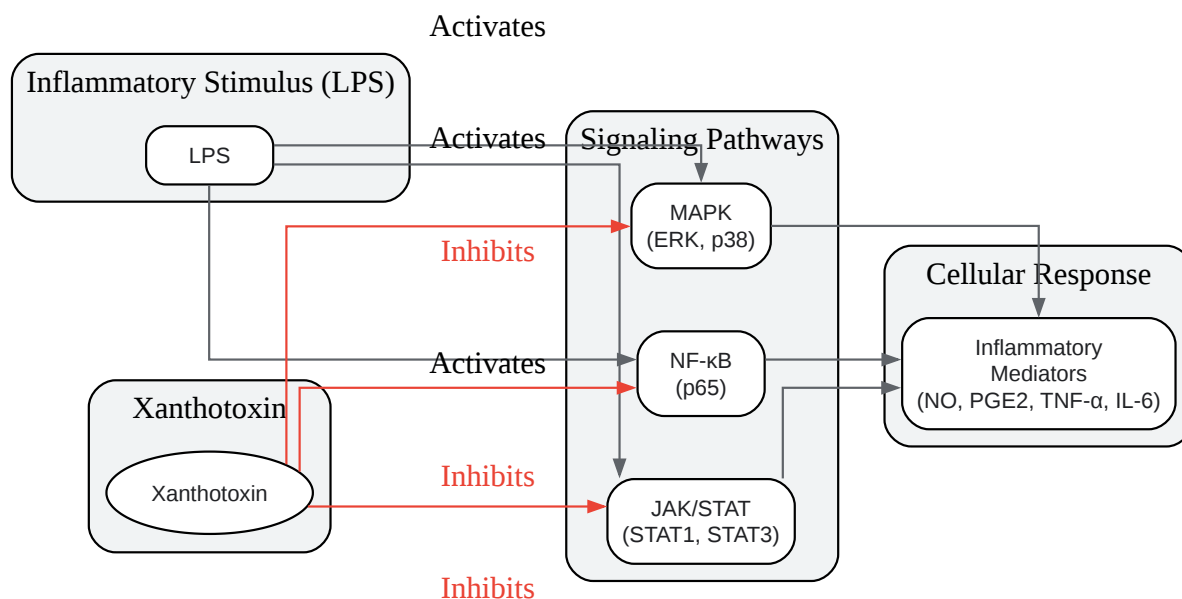 Activates
Inflammatory Stimulus (LPS)
LPS
Activates
Signaling Pathways
MAPK
(ERK, p38)
Inhibits
Cellular Response
Inflammatory
Mediators
(NO, PGE2, TNF-α, IL-6)
Activates
NF-κB
(p65)
Xanthotoxin
Xanthotoxin
Inhibits
JAK/STAT
(STAT1, STAT3)
Inhibits